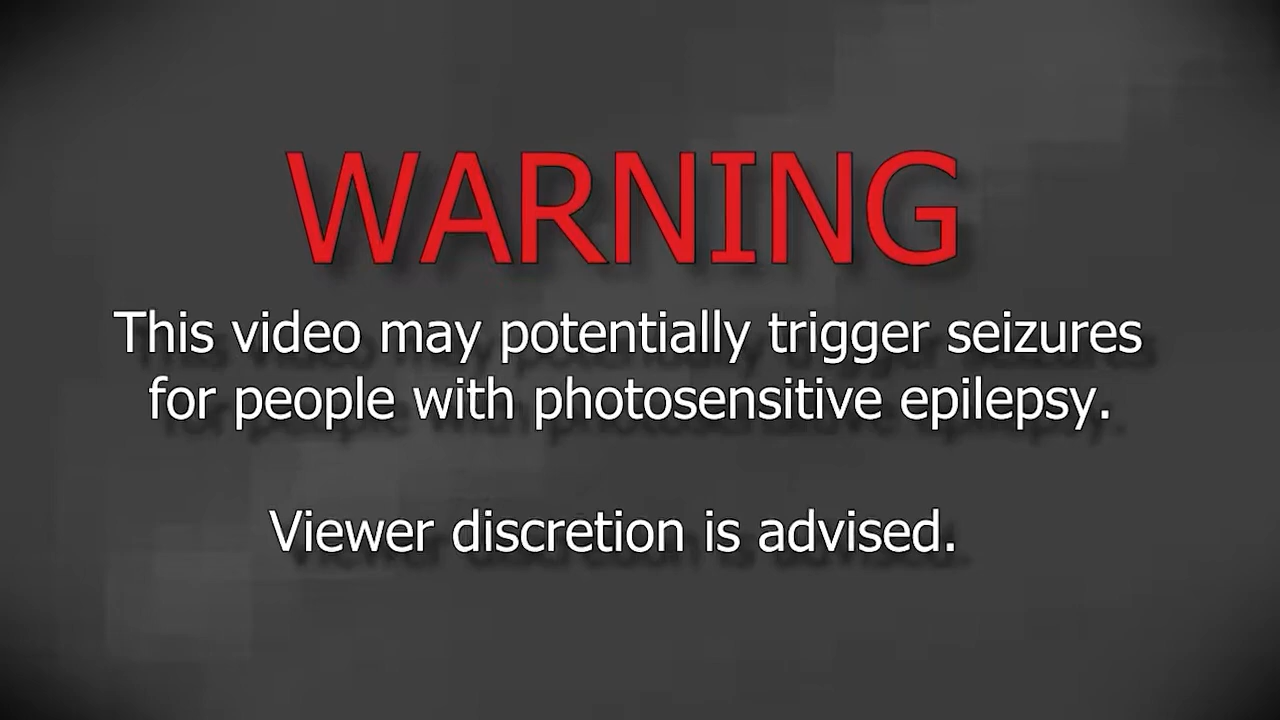 WARNING
This video may potentially trigger seizures
for people with photosensitive epilepsy.
Viewer discretion is advised.